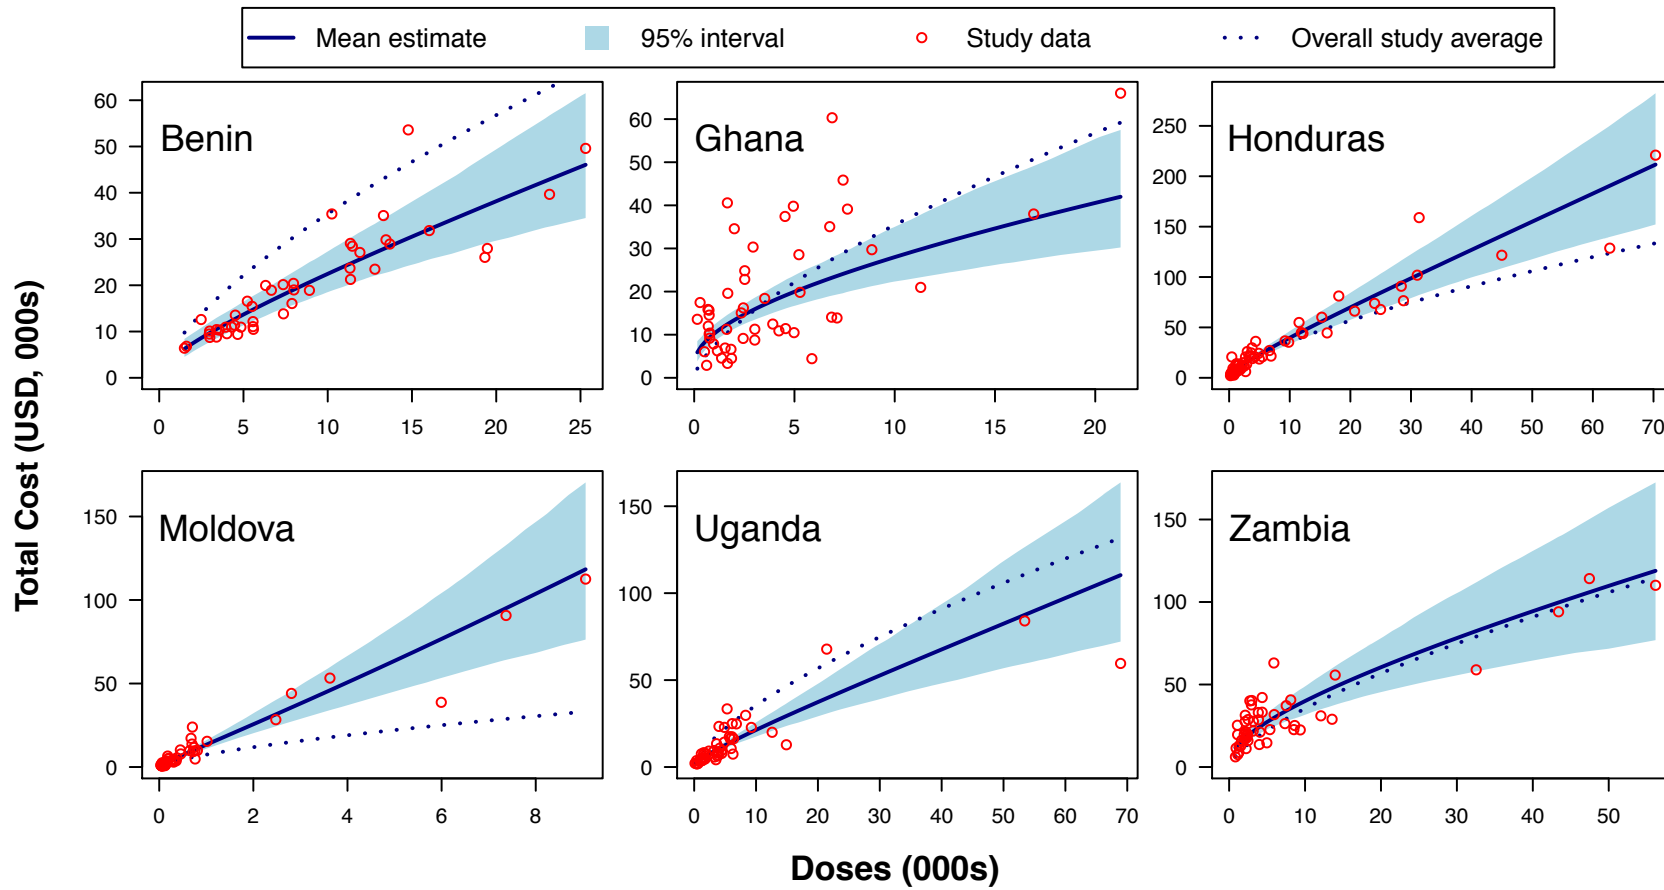 Mean estimate 95% interval Study data Overall study average
Total Cost (USD, 000s)
Benin
0 10 20 30 40 50 60
0 5 10 15 20 25
Ghana
0 10 20 30 40 50 60
0 5 10 15 20
Honduras
0 50 100 150 200 250
0 10 20 30 40 50 60 70
Moldova
0 50 100 150
0 2 4 6 8
Uganda
0 50 100 150
0 10 20 30 40 50 60 70
Zambia
0 50 100 150
0 10 20 30 40 50
Doses (000s)